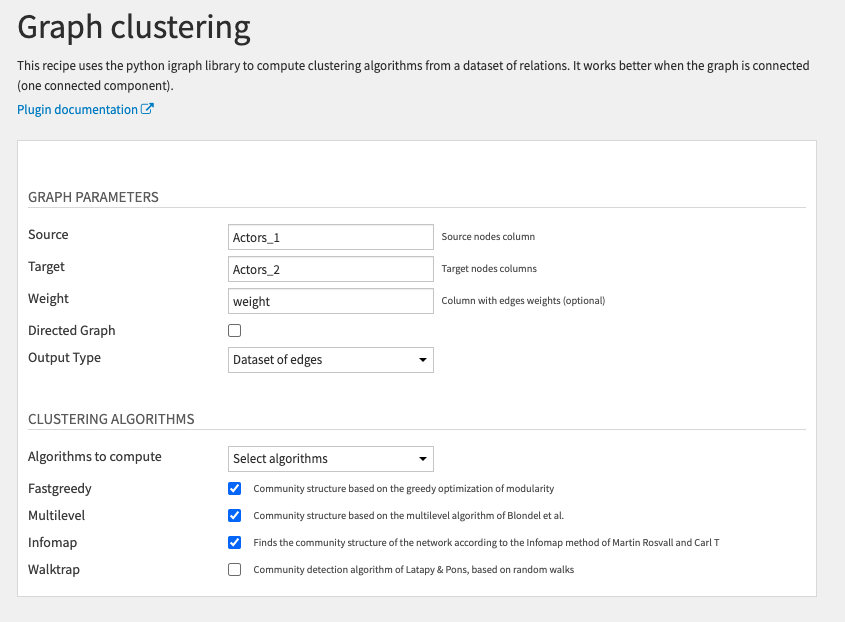 Graph clustering
This recipe uses the python igraph library to compute clustering algorithms from a dataset of relations. It works better when the graph is connected
(one connected component).
Plugin documentation
GRAPH PARAMETERS
Source Actors_1 Source nodes column
Target Actors_2 Target nodes columns
Weight weight Column with edges weights (optional)
Directed Graph
Output Type Dataset of edges
CLUSTERING ALGORITHMS
Algorithms to compute Select algorithms
Fastgreedy Community structure based on the greedy optimization of modularity
Multilevel Community structure based on the multilevel algorithm of Blondel et al.
Infomap Finds the community structure of the network according to the Infomap method of Martin Rosvall and Carl T
Walktrap Community detection algorithm of Latapy & Pons, based on random walks